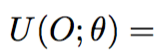 U(O; θ) =